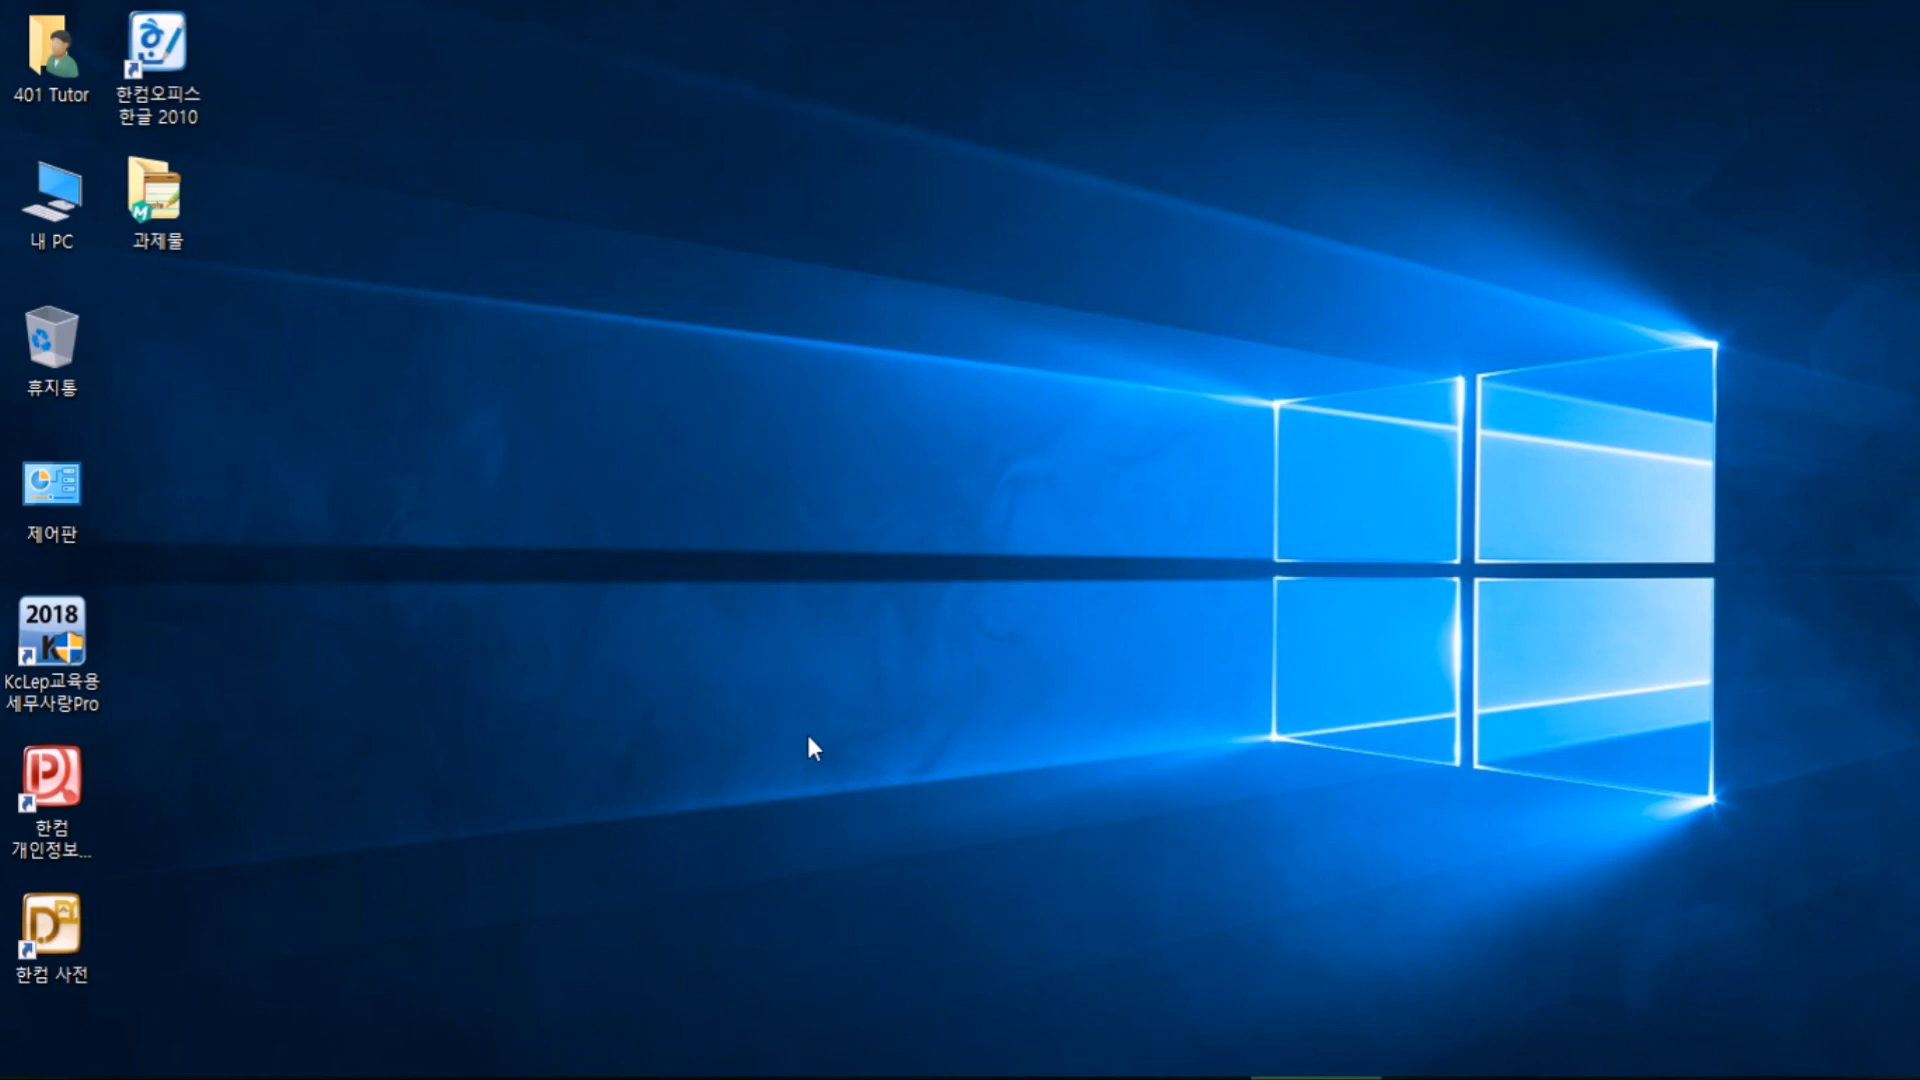 401 Tutor
한컴오피스
한글 2010
내 PC
과제물
휴지통
제어판
2018
K
KcLep교육용
세무사랑Pro
한컴
개인정보...
한컴 사전